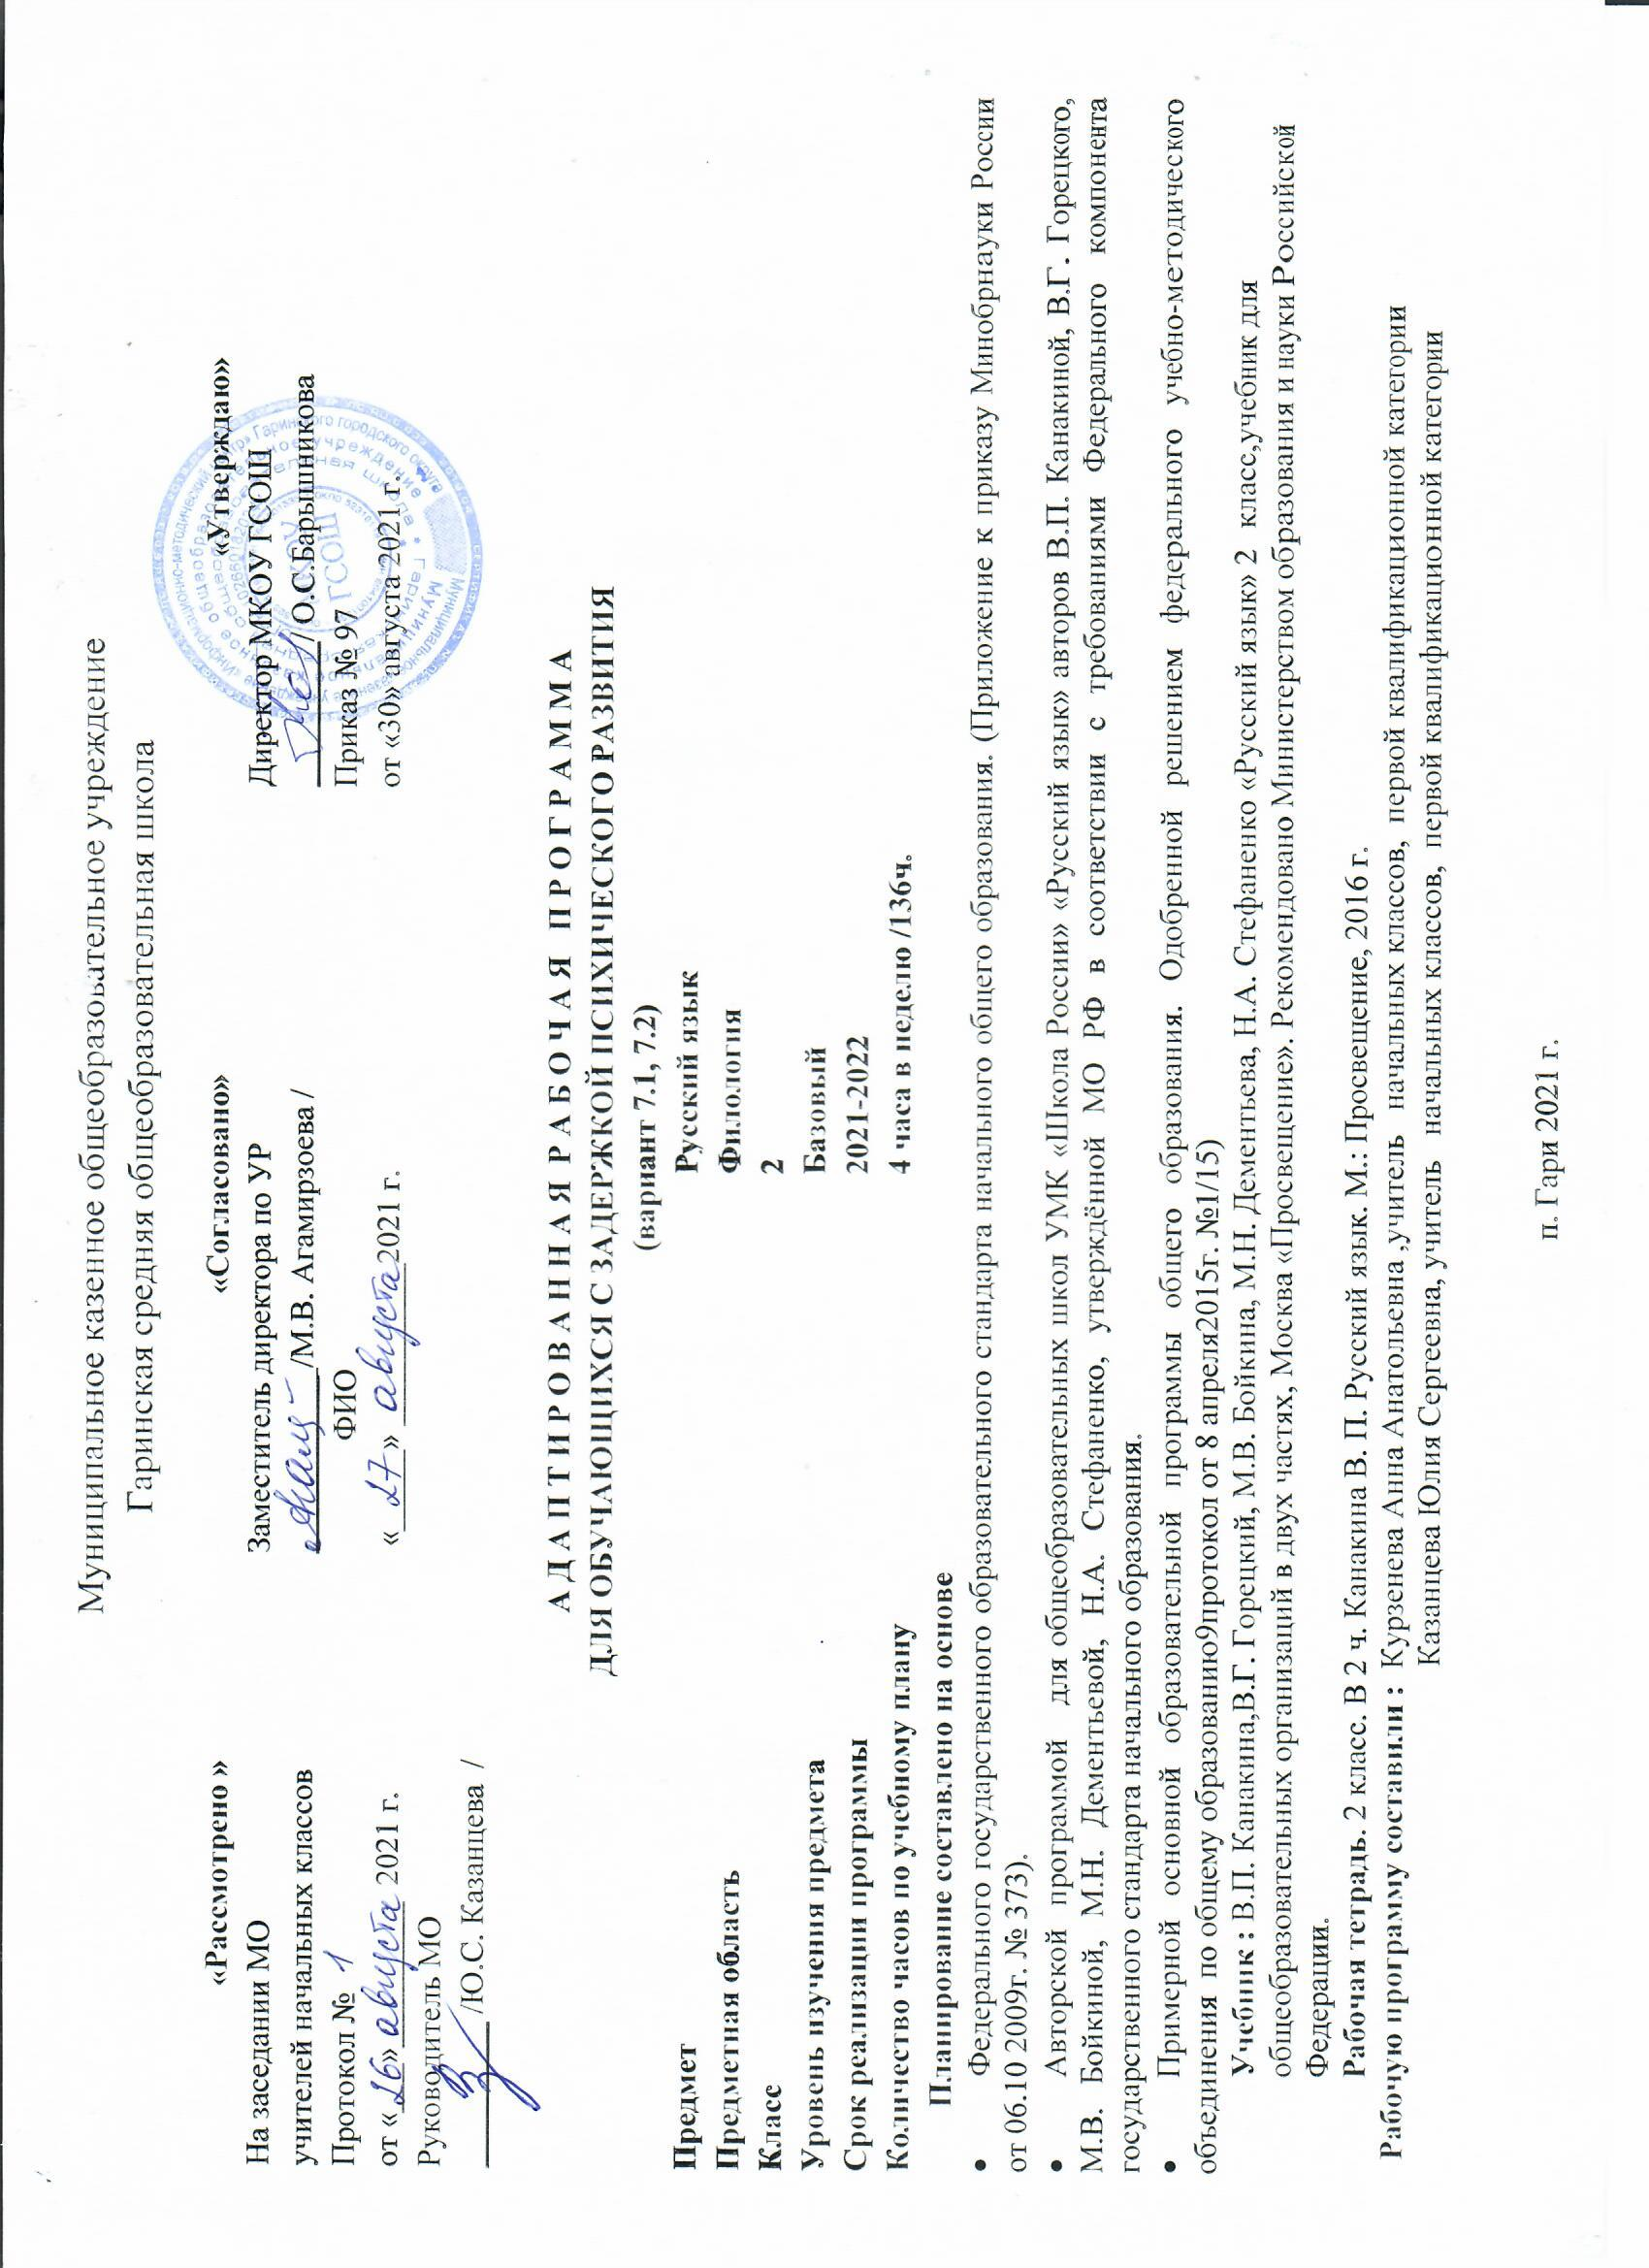 Муниципальное казенное общеобразовательное учреждение
Гаринская средняя общеобразовательная школа
«Рассмотрено »
На заседании МО
учителей начальных классов
Протокол № 1
от «26» августа 2021 г.
Руководитель МО
/Ю.С. Казанцева /
«Согласовано»
Заместитель директора по УР
/М.В. Агамирзоева /
ФИО
« 27 » августа 2021 г.
«Утверждаю»
Директор МКОУ ГСОШ
/ О.С.Барышникова
Приказ № 97
от «30» августа 2021 г.
ГСОШ
А Д А П Т И Р О В А Н Н А Я Р А Б О Ч А Я П Р О Г Р А М М А
ДЛЯ ОБУЧАЮЩИХСЯ С ЗАДЕРЖКОЙ ПСИХИЧЕСКОГО РАЗВИТИЯ
(вариант 7.1, 7.2)
Предмет Русский язык
Предметная область Филология
Класс 2
Уровень изучения предмета Базовый
Срок реализации программы 2021-2022
Количество часов по учебному плану 4 часа в неделю /136ч.
Планирование составлено на основе
• Федерального государственного образовательного стандарта начального общего образования. (Приложение к приказу Минобрнауки России
от 06.10 2009г. № 373).
• Авторской программой для общеобразовательных школ УМК «Школа России» «Русский язык» авторов В.П. Канакиной, В.Г. Горецкого,
М.В. Бойкиной, М.Н. Дементьевой, Н.А. Стефаненко, утверждённой МО РФ в соответствии с требованиями Федерального компонента
государственного стандарта начального образования.
• Примерной основной образовательной программы общего образования. Одобренной решением федерального учебно-методического
объединения по общему образованию9протокол от 8 апреля2015г. №1/15)
Учебник : В.П. Канакина,В.Г. Горецкий, М.В. Бойкина, М.Н. Дементьева, Н.А. Стефаненко «Русский язык» 2 класс,учебник для
общеобразовательных организаций в двух частях, Москва «Просвещение». Рекомендовано Министерством образования и науки Российской
Федерации.
Рабочая тетрадь. 2 класс. В 2 ч. Канакина В. П. Русский язык. М.: Просвещение, 2016 г.
Рабочую программу составили : Курзенева Анна Анатольевна ,учитель начальных классов, первой квалификационной категории
Казанцева Юлия Сергеевна, учитель начальных классов, первой квалификационной категории
п. Гари 2021 г.